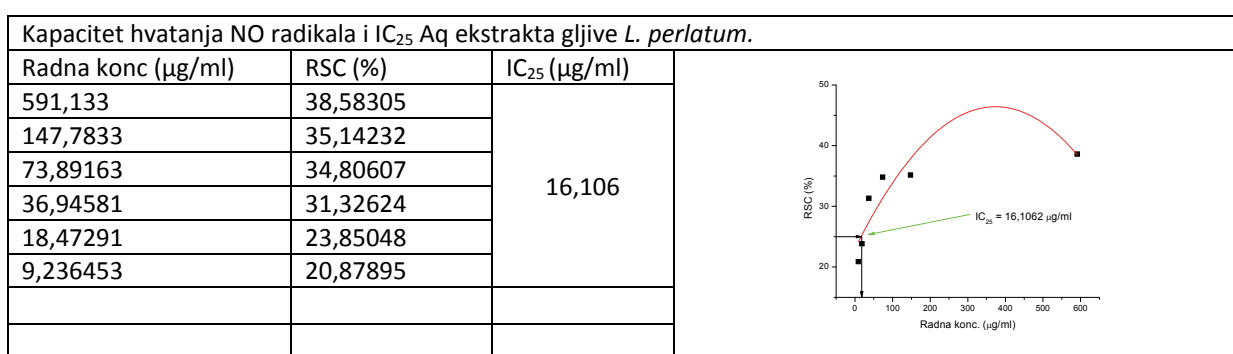 Kapacitet hvatanja NO radikala i IC25 Aq ekstrakta gljive L. perlatum.
Radna konc (μg/ml) RSC (%) IC25 (μg/ml)
591,133 38,58305
147,7833 35,14232
73,89163 34,80607
36,94581 31,32624
18,47291 23,85048
9,236453 20,87895
16,106
50
40
30
20
RSC (%)
IC25 = 16,1062 μg/ml
0 100 200 300 400 500 600
Radna konc. (μg/ml)